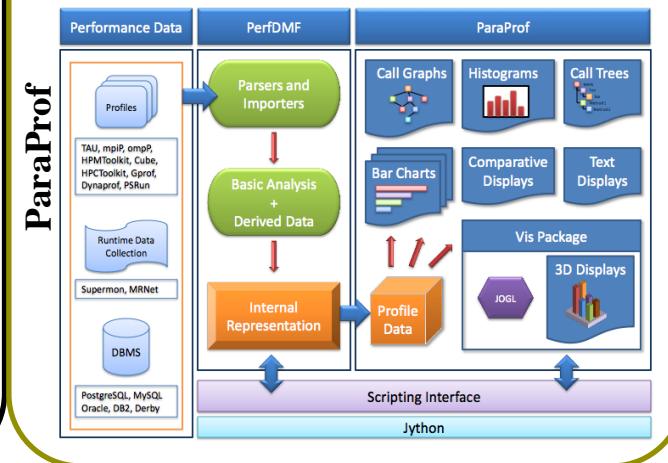 ParaProf
Performance Data
PerfDMF
ParaProf
Profiles
TAU, mpiP, ompP,
HPMToolkit, Cube,
HPCToolkit, Gprof,
Dynaprof, PSRun
Runtime Data
Collection
Supermon, MRNet
DBMS
PostgreSQL, MySQL
Oracle, DB2, Derby
Parsers and
Importers
Basic Analysis
+
Derived Data
Internal
Representation
Call Graphs
Histograms
Call Trees
Bar Charts
Comparative
Displays
Text
Displays
Profile
Data
Vis Package
JOGL
3D Displays
Scripting Interface
Jython